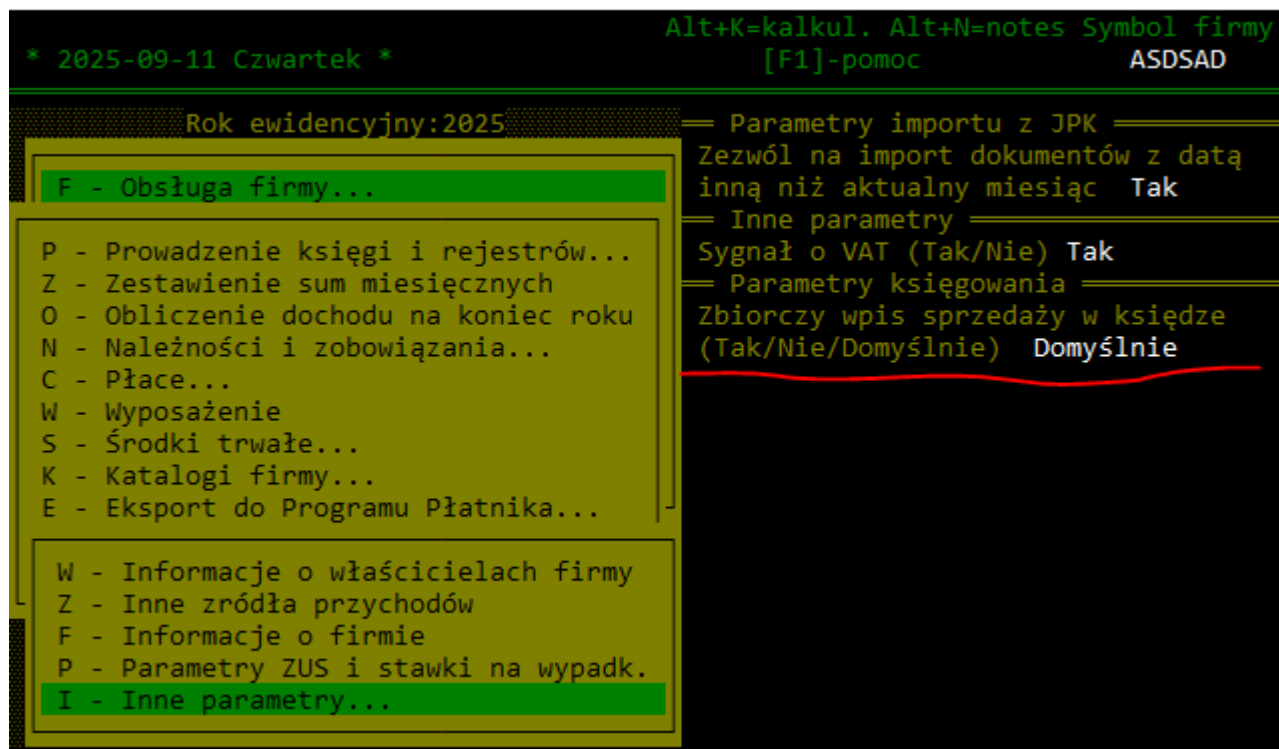 Alt+K=kalkul. Alt+N=notes Symbol firmy
* 2025-09-11 Czwartek * [F1]-pomoc ASDSAD
Rok ewidencyjny:2025
F - Obsługa firmy...
P - Prowadzenie księgi i rejestrów...
Z - Zestawienie sum miesięcznych
O - Obliczenie dochodu na koniec roku
N - Należności i zobowiązania...
C - Płace...
W - Wyposażenie
S - Środki trwałe...
K - Katalogi firmy...
E - Eksport do Programu Płatnika...
W - Informacje o właścicielach firmy
Z - Inne zródła przychodów
F - Informacje o firmie
P - Parametry ZUS i stawki na wypadk.
I - Inne parametry...
Parametry importu z JPK
Zezwól na import dokumentów z datą
inną niż aktualny miesiąc Tak
Inne parametry
Sygnał o VAT (Tak/Nie) Tak
Parametry księgowania
Zbiorczy wpis sprzedaży w księdze
(Tak/Nie/Domyślnie) Domyślnie